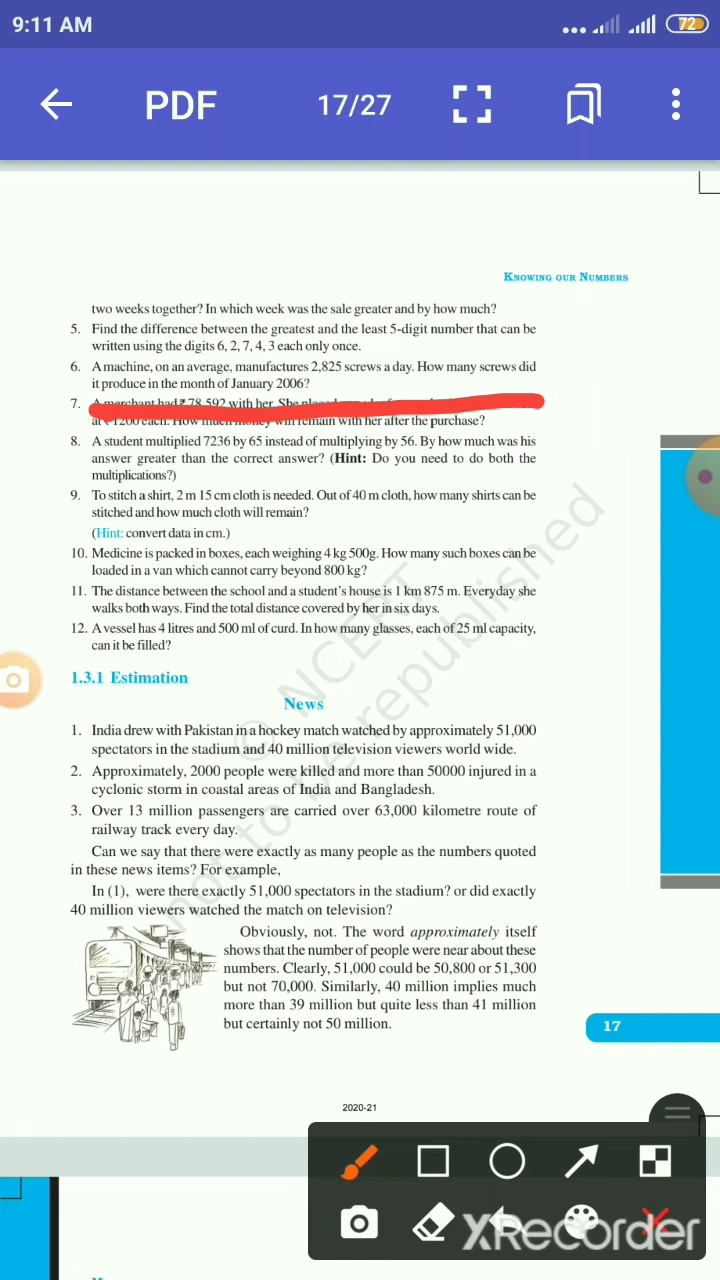 9:11 AM
72
PDF
17/27
KNOWING OUR NUMBERS
two weeks together? In which week was the sale greater and by how much?
5. Find the difference between the greatest and the least 5-digit number that can be
written using the digits 6, 2, 7, 4, 3 each only once.
6. A machine, on an average, manufactures 2,825 screws a day. How many screws did
it produce in the month of January 2006?
7. A merchant had ₹ 78,592 with her. She placed
at ₹ 1200 each. How much money will remain with her after the purchase?
8. A student multiplied 7236 by 65 instead of multiplying by 56. By how much was his
answer greater than the correct answer? (Hint: Do you need to do both the
multiplications?)
9. To stitch a shirt, 2 m 15 cm cloth is needed. Out of 40 m cloth, how many shirts can be
stitched and how much cloth will remain?
(Hint: convert data in cm.)
10. Medicine is packed in boxes, each weighing 4 kg 500g. How many such boxes can be
loaded in a van which cannot carry beyond 800 kg?
11. The distance between the school and a student's house is 1 km 875 m. Everyday she
walks both ways. Find the total distance covered by her in six days.
12. A vessel has 4 litres and 500 ml of curd. In how many glasses, each of 25 ml capacity,
can it be filled?
1.3.1 Estimation
News
1. India drew with Pakistan in a hockey match watched by approximately 51,000
spectators in the stadium and 40 million television viewers world wide.
2. Approximately, 2000 people were killed and more than 50000 injured in a
cyclonic storm in coastal areas of India and Bangladesh.
3. Over 13 million passengers are carried over 63,000 kilometre route of
railway track every day.
Can we say that there were exactly as many people as the numbers quoted
in these news items? For example,
In (1), were there exactly 51,000 spectators in the stadium? or did exactly
40 million viewers watched the match on television?
Obviously, not. The word approximately itself
shows that the number of people were near about these
numbers. Clearly, 51,000 could be 50,800 or 51,300
but not 70,000. Similarly, 40 million implies much
more than 39 million but quite less than 41 million
but certainly not 50 million.
17
2020-21
© NCERT
not to be republished
XRecorder